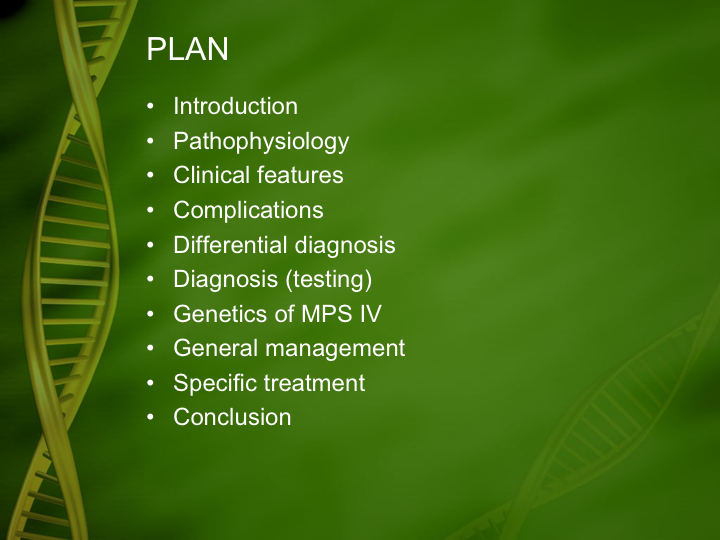 PLAN
• Introduction
• Pathophysiology
• Clinical features
• Complications
• Differential diagnosis
• Diagnosis (testing)
• Genetics of MPS IV
• General management
• Specific treatment
• Conclusion